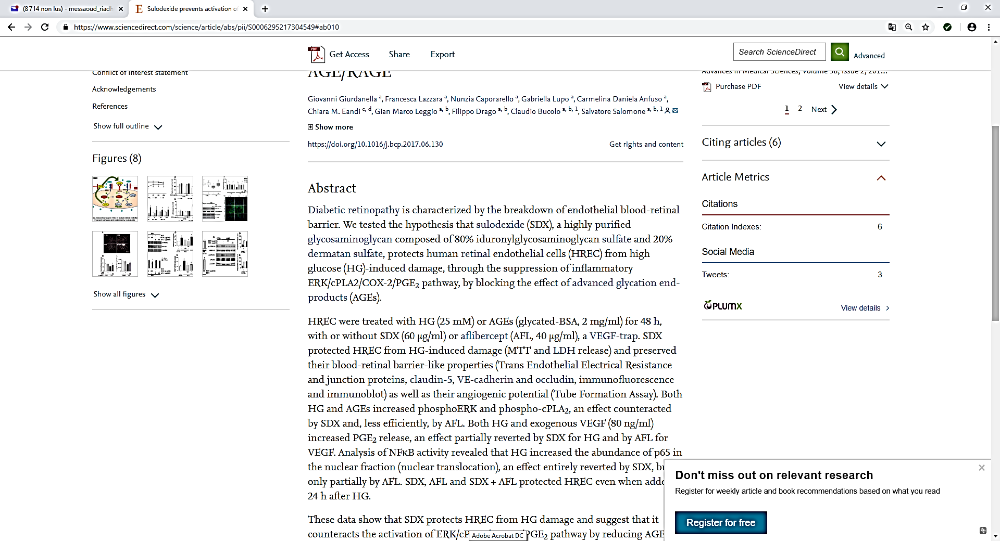 (8 714 non lus) - messaoud_riadh
Sulodexide prevents activation of
https://www.sciencedirect.com/science/article/abs/pii/S0006295217304549#ab010
Get Access
Share
Export
Search ScienceDirect
Advanced
Conflict of interest statement
Acknowledgements
References
Show full outline
Figures (8)
Show all figures
AGE/RAGE
Giovanni Giurdanella a, Francesca Lazzara a, Nunzia Caporarello a, Gabriella Lupo a, Carmelina Daniela Anfuso a,
Chiara M. Eandi c, d, Gian Marco Leggio a, b, Filippo Drago a, b, Claudio Bucolo a, b, 1, Salvatore Salomone a, b, 1
Show more
https://doi.org/10.1016/j.bcp.2017.06.130
Get rights and content
Abstract
Diabetic retinopathy is characterized by the breakdown of endothelial blood-retinal
barrier. We tested the hypothesis that sulodexide (SDX), a highly purified
glycosaminoglycan composed of 80% iduronylglycosaminoglycan sulfate and 20%
dermatan sulfate, protects human retinal endothelial cells (HREC) from high
glucose (HG)-induced damage, through the suppression of inflammatory
ERK/cPLA2/COX-2/PGE2 pathway, by blocking the effect of advanced glycation end-
products (AGEs).
HREC were treated with HG (25 mM) or AGEs (glycated-BSA, 2 mg/ml) for 48 h,
with or without SDX (60 μg/ml) or aflibercept (AFL, 40 μg/ml), a VEGF-trap. SDX
protected HREC from HG-induced damage (MTT and LDH release) and preserved
their blood-retinal barrier-like properties (Trans Endothelial Electrical Resistance
and junction proteins, claudin-5, VE-cadherin and occludin, immunofluorescence
and immunoblot) as well as their angiogenic potential (Tube Formation Assay). Both
HG and AGEs increased phosphoERK and phospho-cPLA2, an effect counteracted
by SDX and, less efficiently, by AFL. Both HG and exogenous VEGF (80 ng/ml)
increased PGE2 release, an effect partially reverted by SDX for HG and by AFL for
VEGF. Analysis of NFκB activity revealed that HG increased the abundance of p65 in
the nuclear fraction (nuclear translocation), an effect entirely reverted by SDX, bu
only partially by AFL. SDX, AFL and SDX + AFL protected HREC even when adde
24 h after HG.
These data show that SDX protects HREC from HG damage and suggest that it
counteracts the activation of ERK/cP PGE2 pathway by reducing AGE
Adobe Acrobat DC
Advances in Medical Sciences, Volume 58, Issue 2, 201...
Purchase PDF
View details
1 2 Next
Citing articles (6)
Article Metrics
Citations
Citation Indexes: 6
Social Media
Tweets: 3
PLUMX
View details
Don't miss out on relevant research
Register for weekly article and book recommendations based on what you read
Register for free